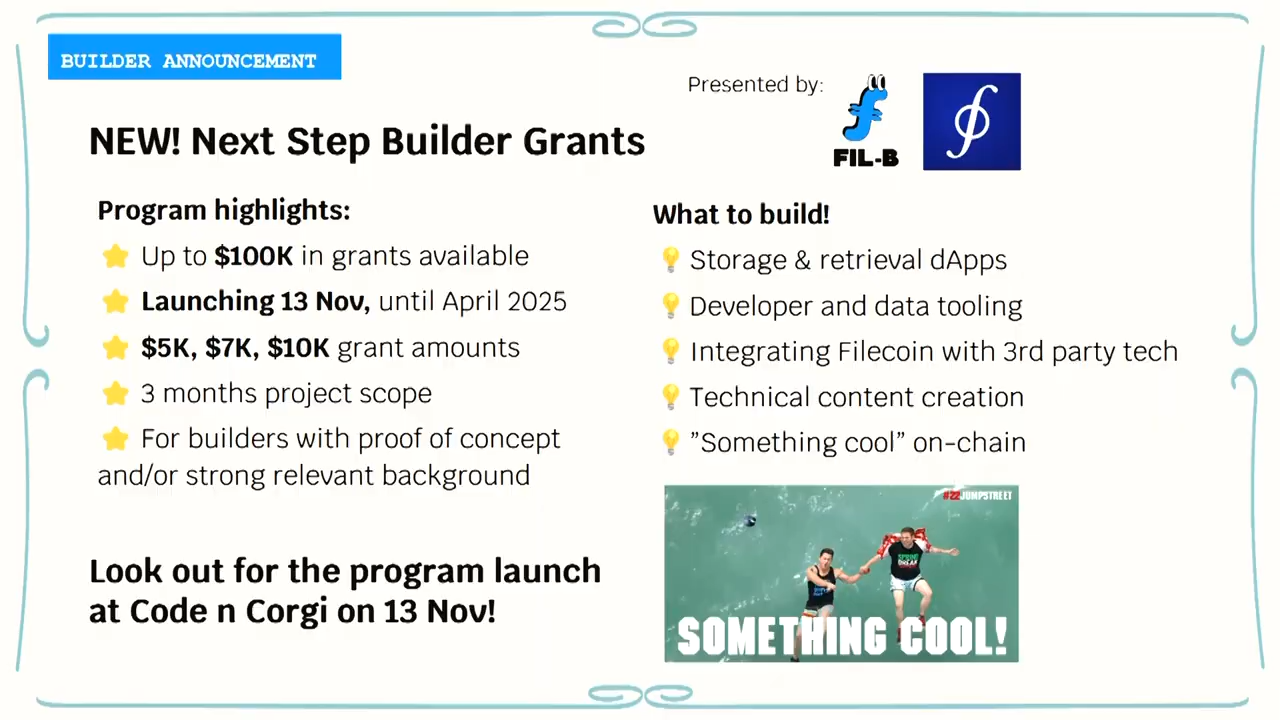 BUILDER ANNOUNCEMENT
Presented by:
FIL-B
NEW! Next Step Builder Grants
Program highlights:
⭐ Up to $100K in grants available
⭐ Launching 13 Nov, until April 2025
⭐ $5K, $7K, $10K grant amounts
⭐ 3 months project scope
⭐ For builders with proof of concept
and/or strong relevant background
Look out for the program launch
at Code n Corgi on 13 Nov!
What to build!
💡 Storage & retrieval dApps
💡 Developer and data tooling
💡 Integrating Filecoin with 3rd party tech
💡 Technical content creation
💡 ”Something cool” on-chain
#22JUMPSTREET
SPRING
BREAK
SOMETHING COOL!